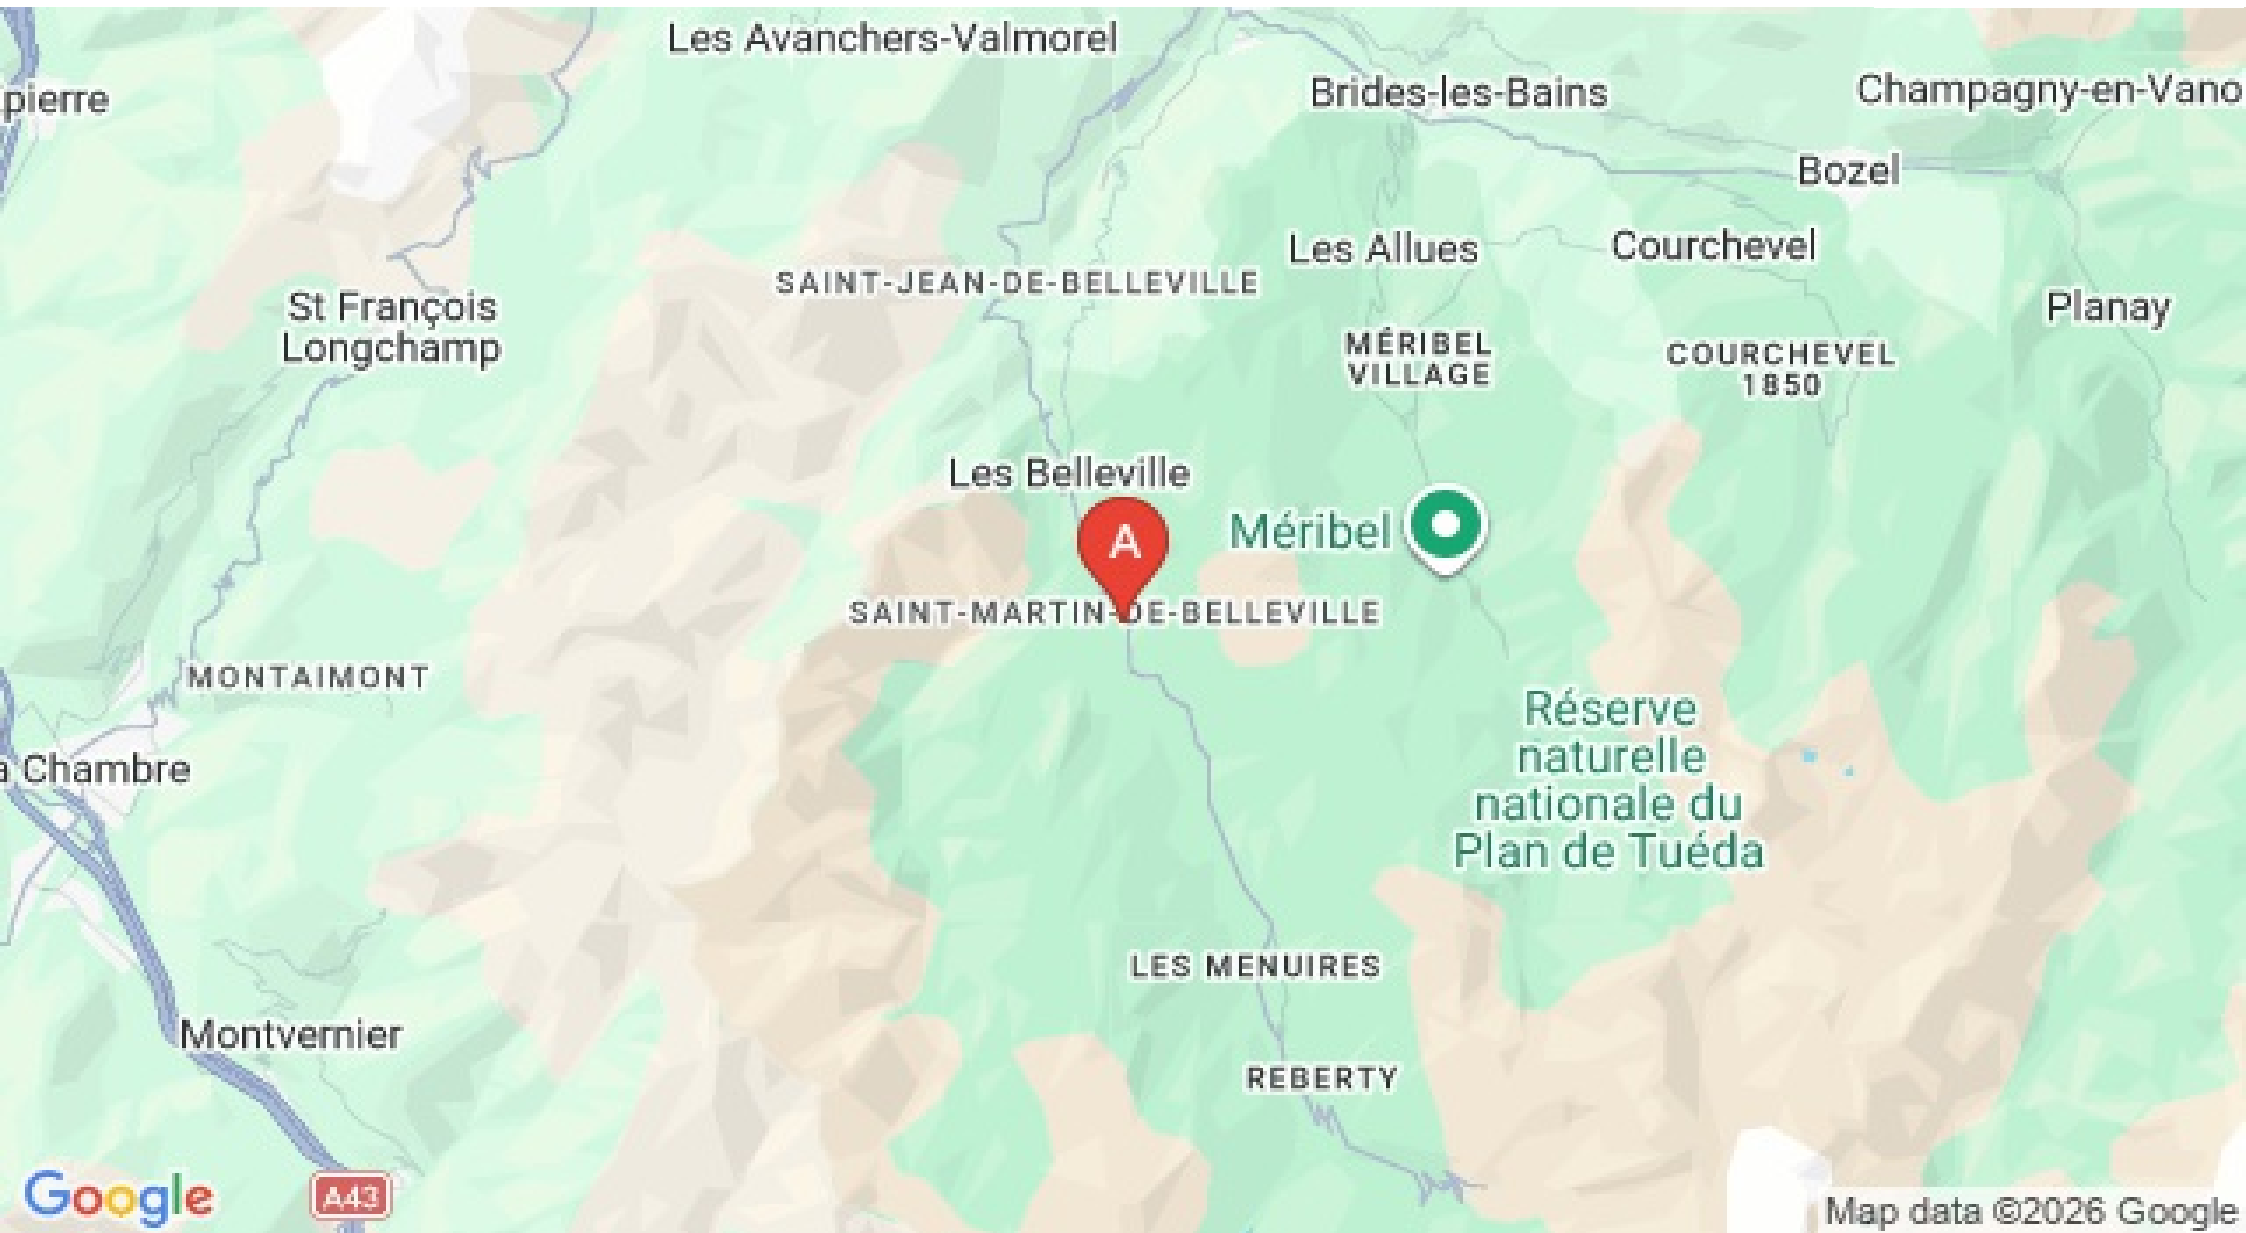 Les Avanchers-Valmorel
Brides-les-Bains
Champagny-en-Vano
pierre
Bozel
Les Allues
Courchevel
SAINT-JEAN-DE-BELLEVILLE
St François
Longchamp
Planay
MÉRIBEL
VILLAGE
COURCHEVEL
1850
Les Belleville
A
Méribel
SAINT-MARTIN-DE-BELLEVILLE
MONTAIMONT
Réserve
naturelle
nationale du
Plan de Tuéda
a Chambre
LES MENUIRES
Montvernier
REBERTY
Google
A43
Map data ©2026 Google